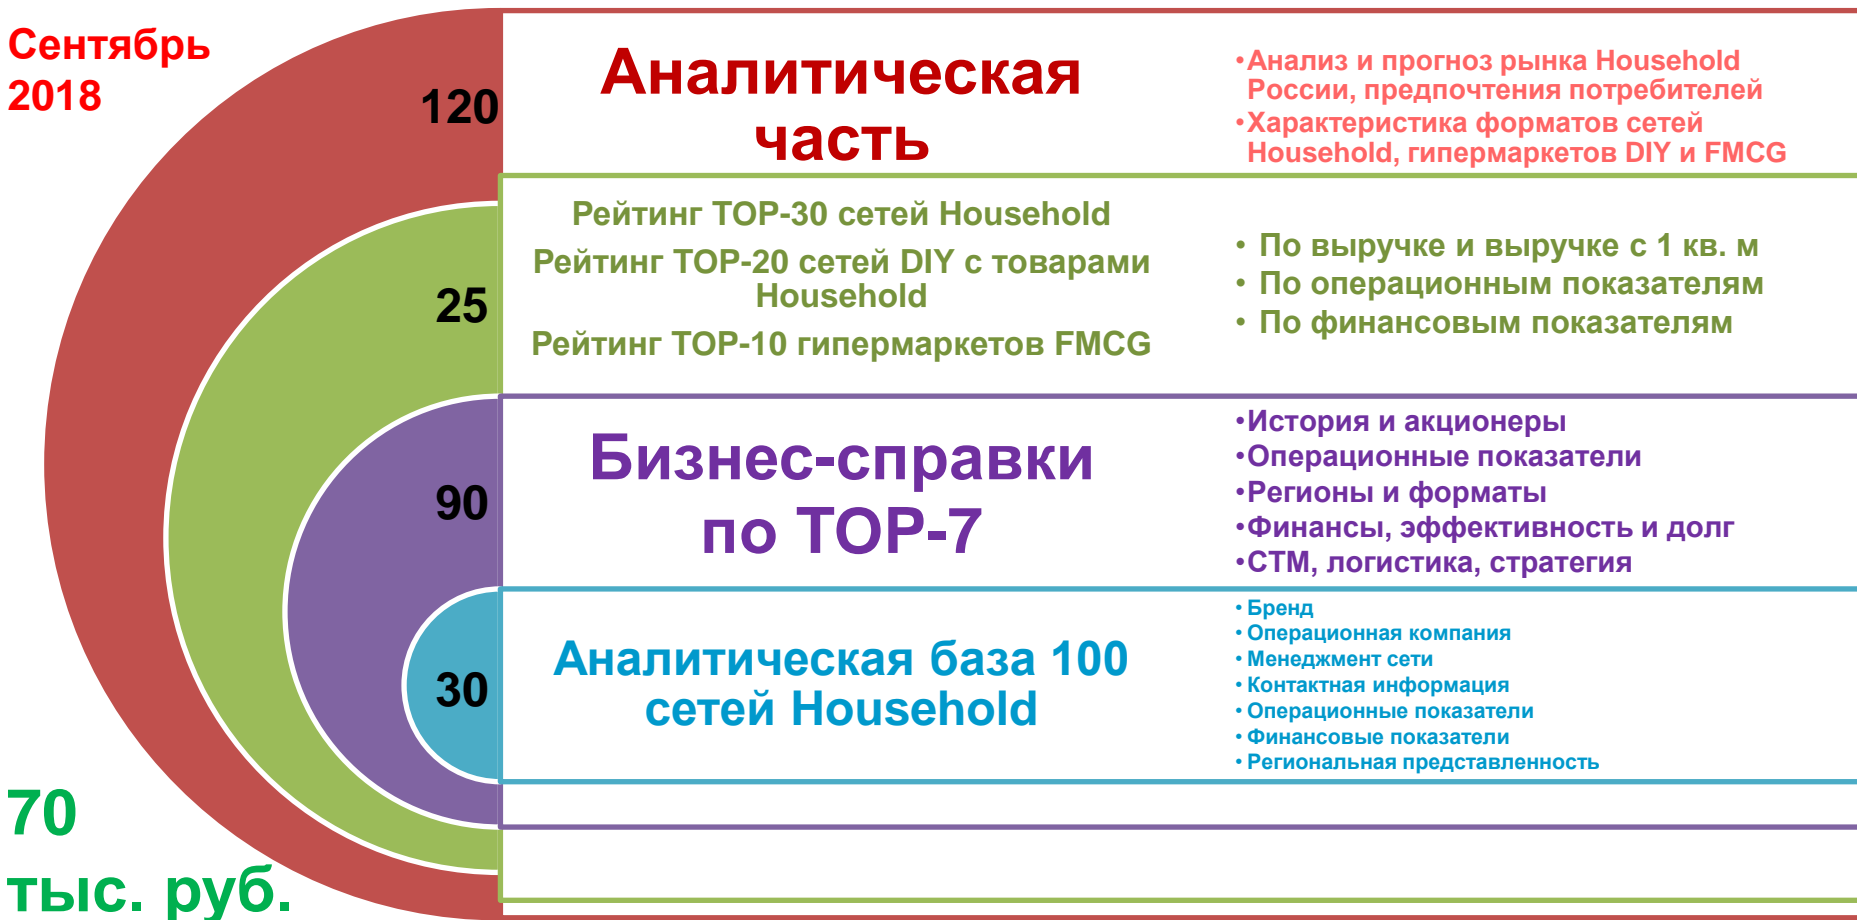 Сентябрь
2018
120
Аналитическая
часть
•Анализ и прогноз рынка Household
России, предпочтения потребителей
•Характеристика форматов сетей
Household, гипермаркетов DIY и FMCG
25
Рейтинг TOP-30 сетей Household
Рейтинг TOP-20 сетей DIY с товарами
Household
Рейтинг TOP-10 гипермаркетов FMCG
• По выручке и выручке с 1 кв. м
• По операционным показателям
• По финансовым показателям
90
Бизнес-справки
по TOP-7
•История и акционеры
•Операционные показатели
•Регионы и форматы
•Финансы, эффективность и долг
•СТМ, логистика, стратегия
30
Аналитическая база 100
сетей Household
• Бренд
• Операционная компания
• Менеджмент сети
• Контактная информация
• Операционные показатели
• Финансовые показатели
• Региональная представленность
70
тыс. руб.